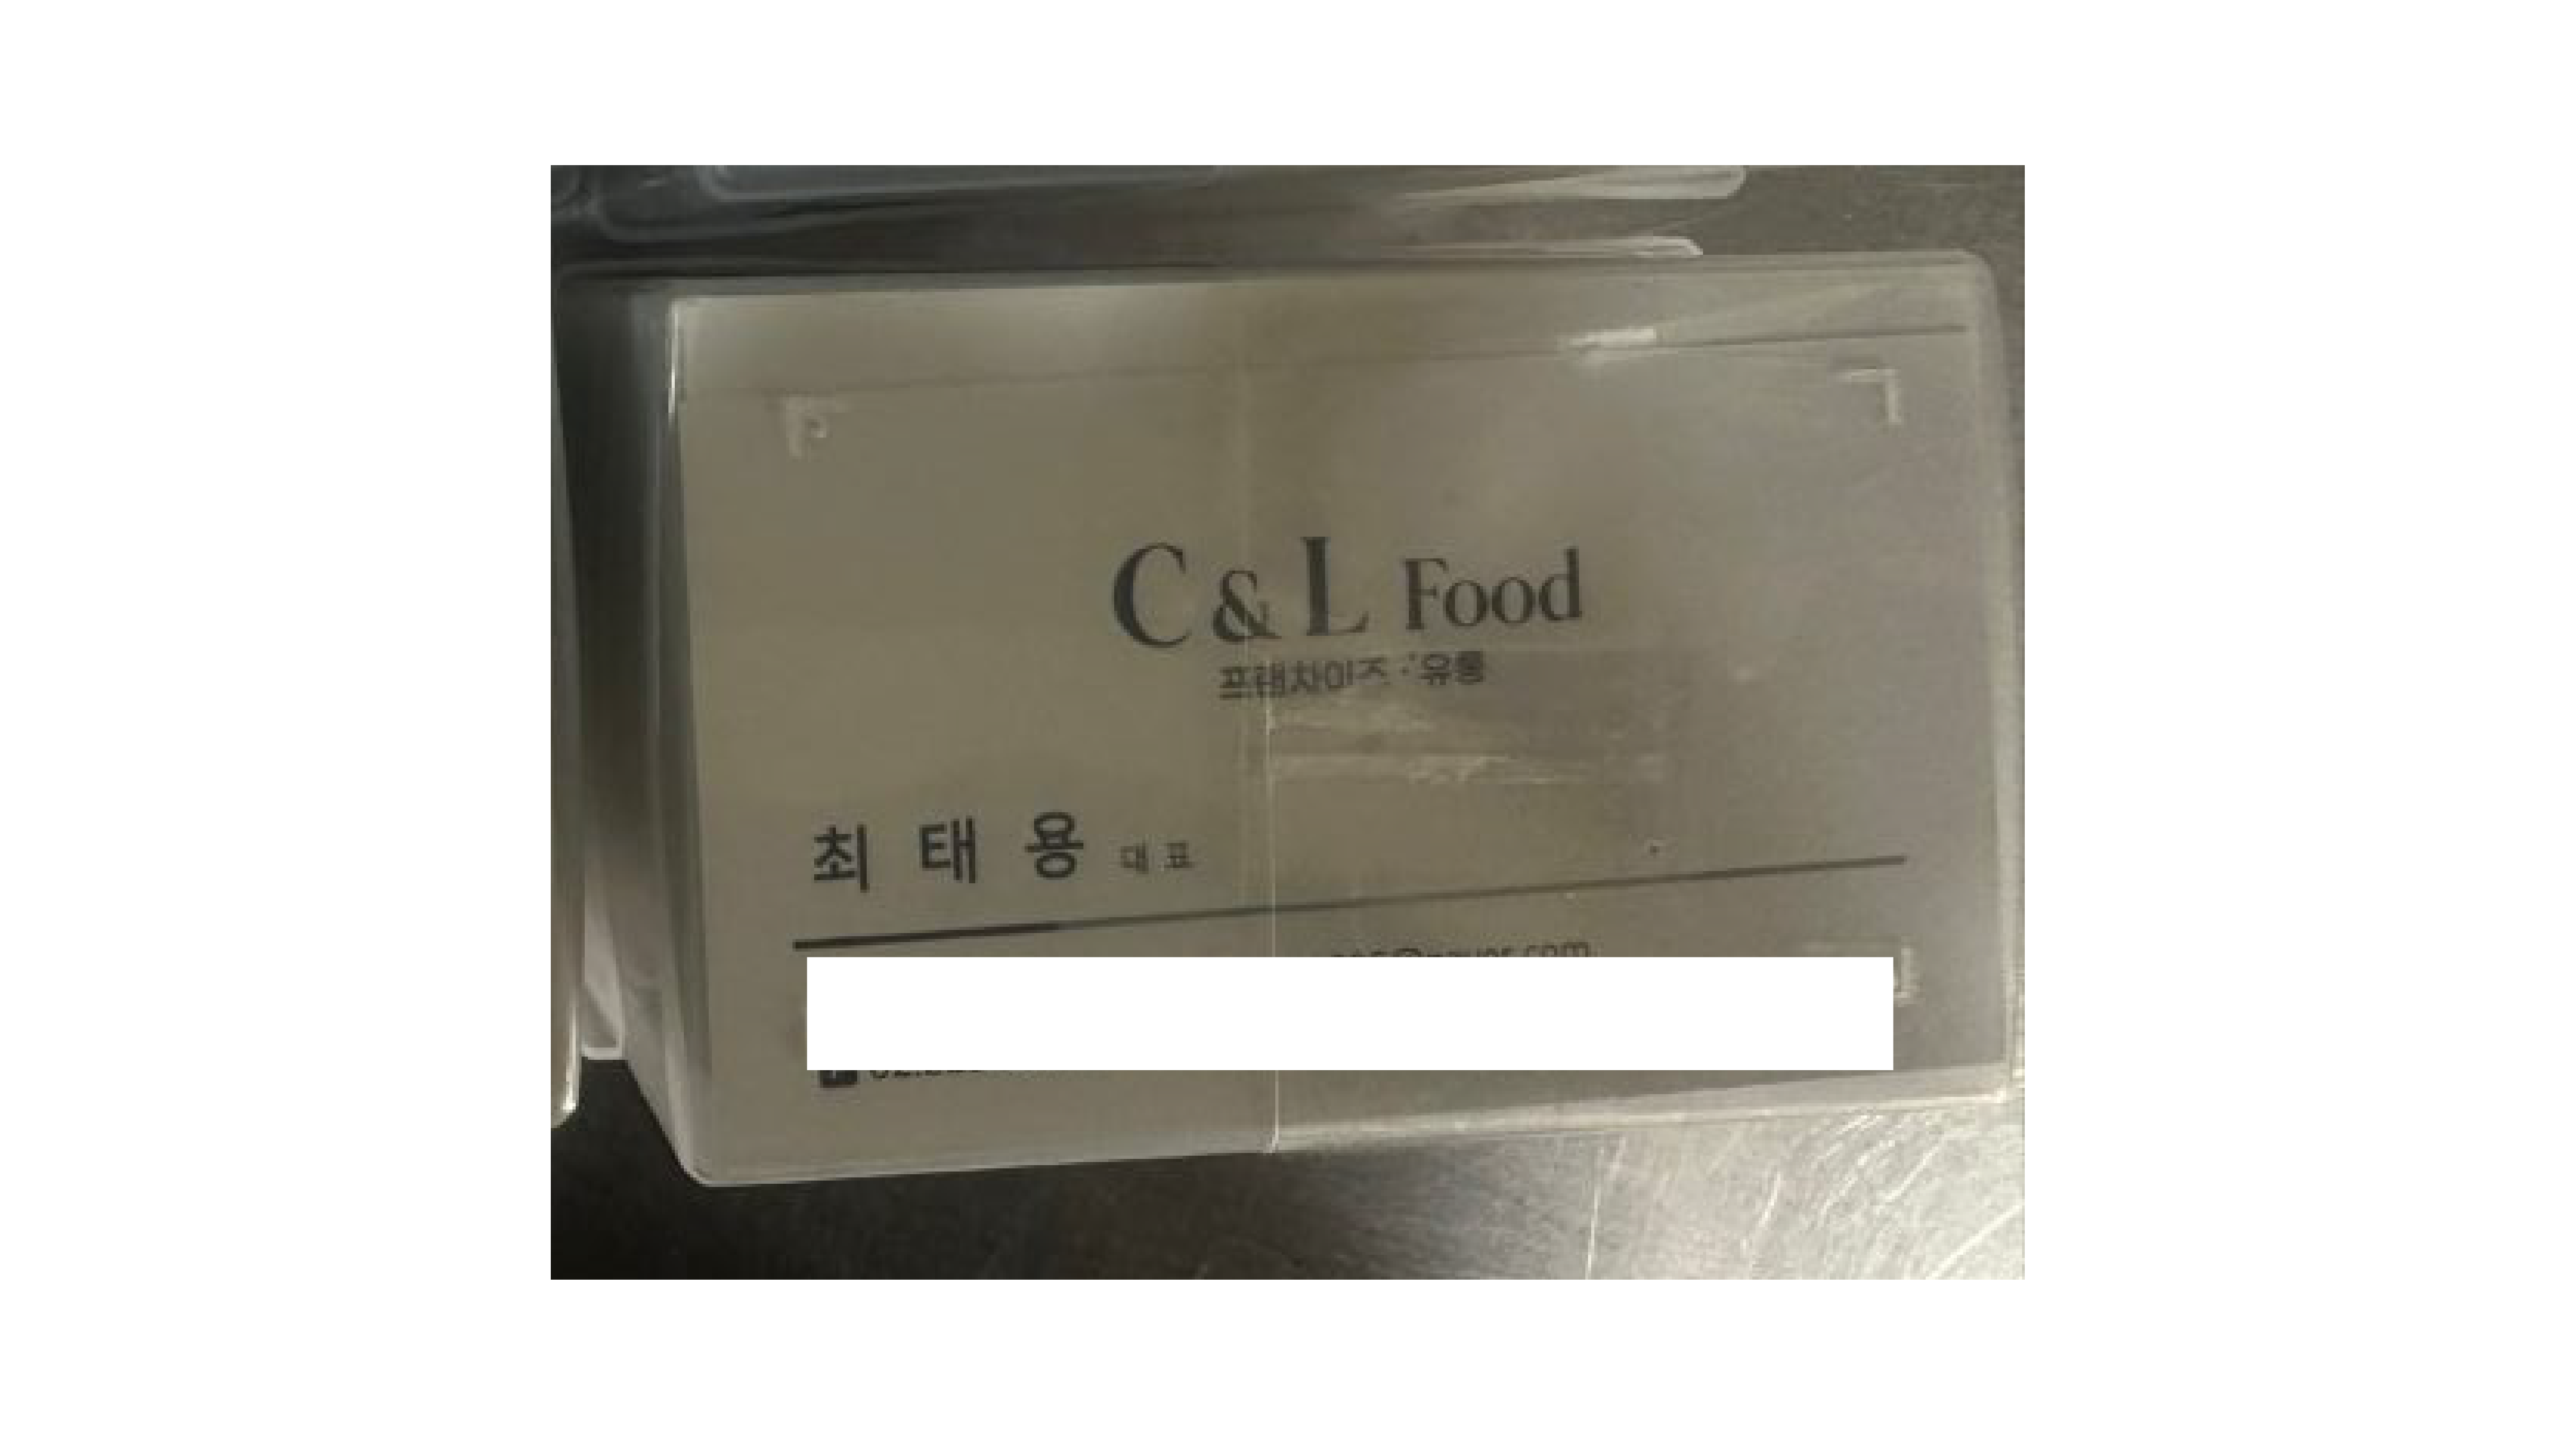 C & L Food
프랜차이즈 · 유통
최 태 용 대 표